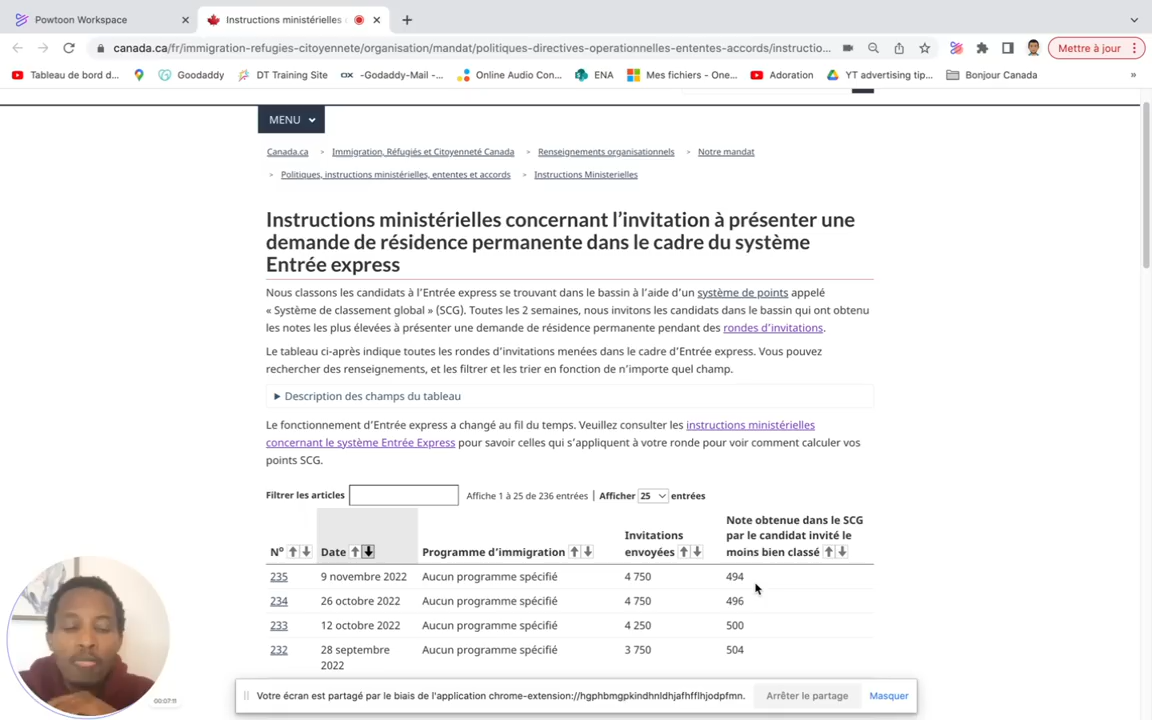 Powtoon Workspace
Instructions ministérielles
canada.ca/fr/immigration-refugies-citoyennete/organisation/mandat/politiques-directives-operationnelles-ententes-accords/instructio...
Mettre à jour
Tableau de bord d...
Goodaddy
DT Training Site
-Godaddy-Mail -...
Online Audio Con...
ENA
Mes fichiers - One...
Adoration
YT advertising tip...
Bonjour Canada
»
MENU
Canada.ca > Immigration, Réfugiés et Citoyenneté Canada > Renseignements organisationnels > Notre mandat
> Politiques, instructions ministérielles, ententes et accords > Instructions Ministerielles
Instructions ministérielles concernant l'invitation à présenter une
demande de résidence permanente dans le cadre du système
Entrée express
Nous classons les candidats à l'Entrée express se trouvant dans le bassin à l'aide d'un système de points appelé
« Système de classement global » (SCG). Toutes les 2 semaines, nous invitons les candidats dans le bassin qui ont obtenu
les notes les plus élevées à présenter une demande de résidence permanente pendant des rondes d'invitations.
Le tableau ci-après indique toutes les rondes d'invitations menées dans le cadre d'Entrée express. Vous pouvez
rechercher des renseignements, et les filtrer et les trier en fonction de n'importe quel champ.
Description des champs du tableau
Le fonctionnement d'Entrée express a changé au fil du temps. Veuillez consulter les instructions ministérielles
concernant le système Entrée Express pour savoir celles qui s'appliquent à votre ronde pour voir comment calculer vos
points SCG.
Filtrer les articles Affiche 1 à 25 de 236 entrées | Afficher 25 entrées
Note obtenue dans le SCG
Invitations par le candidat invité le
Nº Date Programme d'immigration envoyées moins bien classé
235 9 novembre 2022 Aucun programme spécifié 4 750 494
234 26 octobre 2022 Aucun programme spécifié 4 750 496
233 12 octobre 2022 Aucun programme spécifié 4 250 500
232 28 septembre Aucun programme spécifié 3 750 504
2022
Votre écran est partagé par le biais de l'application chrome-extension://hgphbmgpkindhnldhjafhfflhjodpfmn. Arrêter le partage Masquer
00:07:11